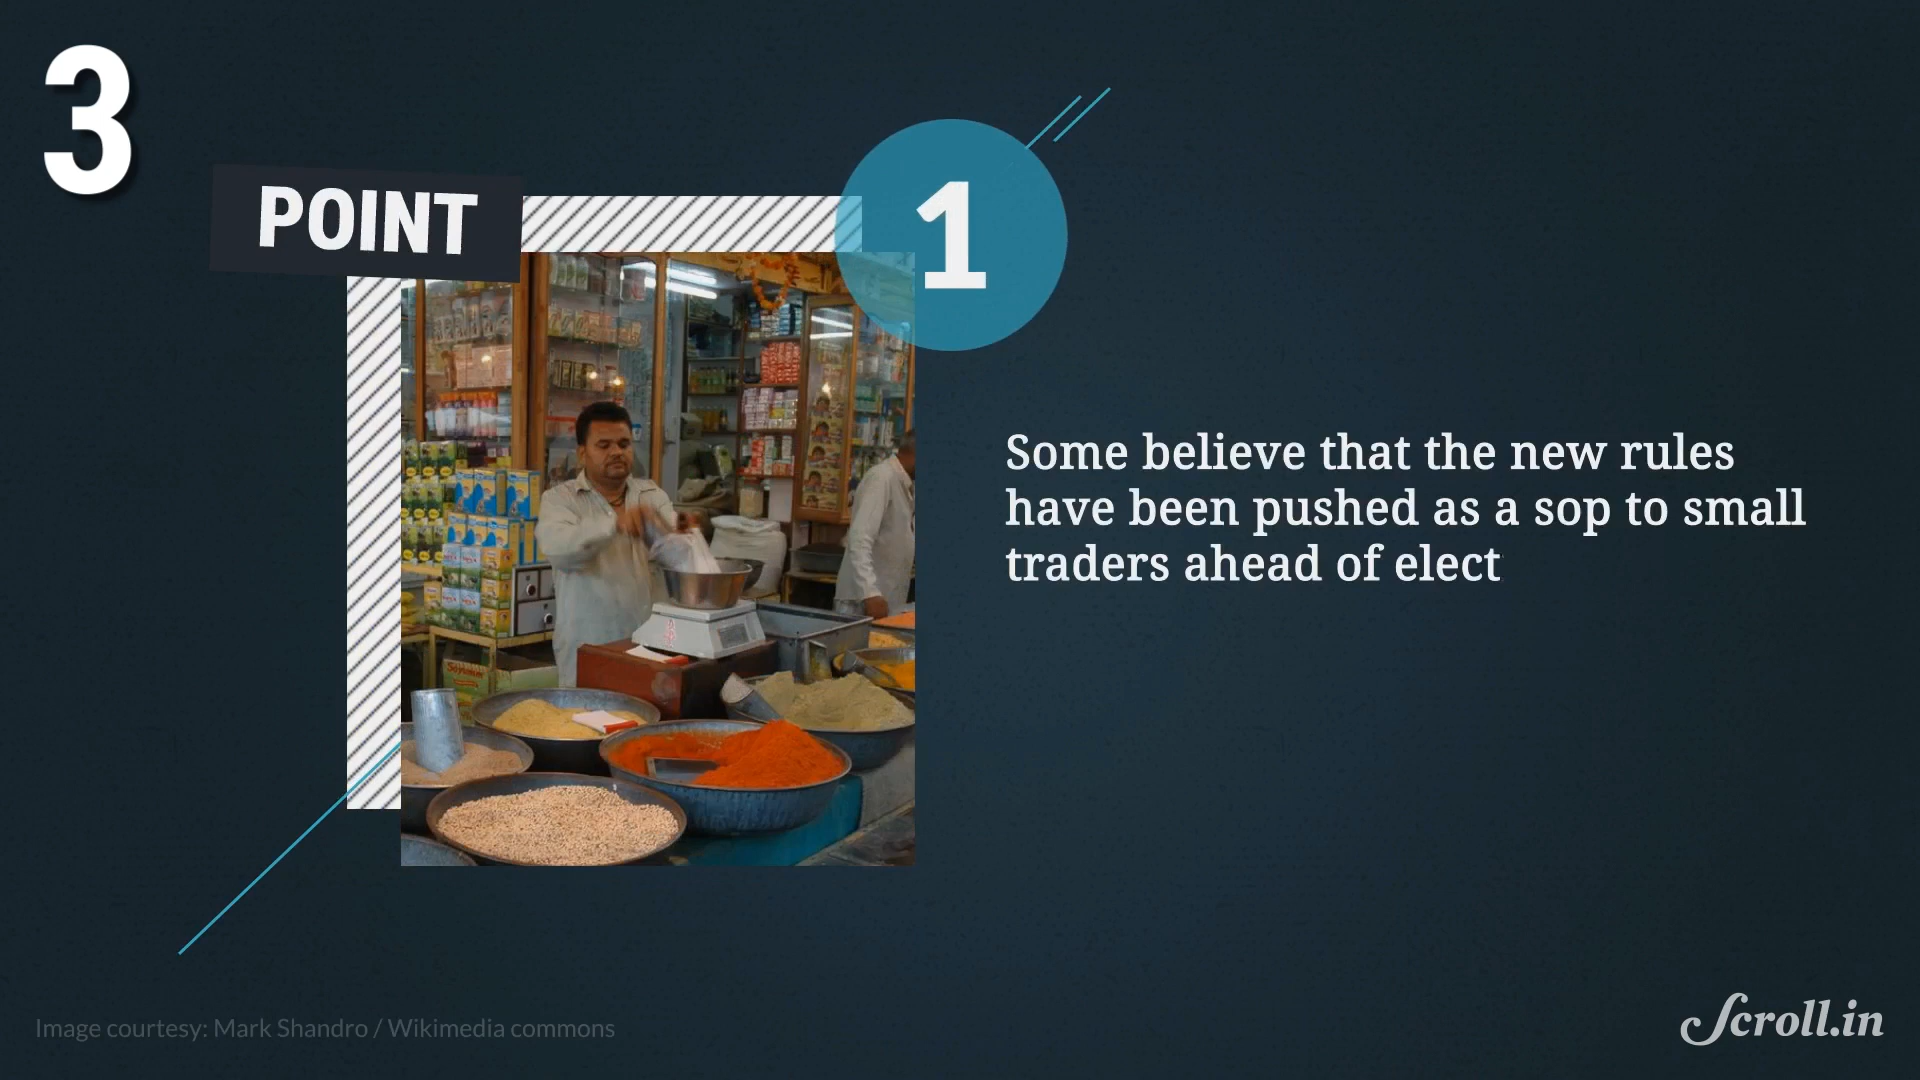 3
POINT
1
Some believe that the new rules
have been pushed as a sop to small
traders ahead of elect
Image courtesy: Mark Shandro / Wikimedia commons
Scroll.in